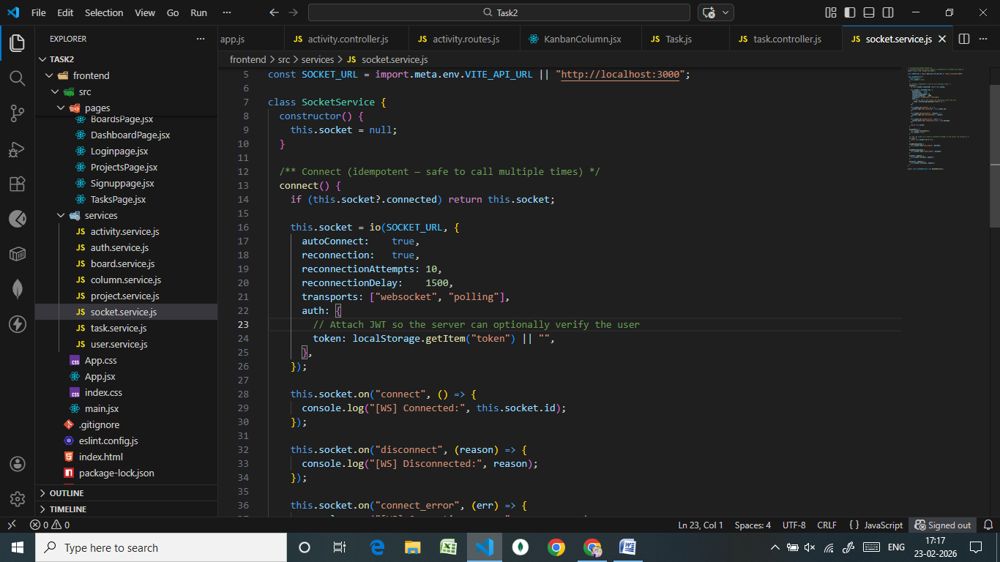 File Edit Selection View Go Run ···
Task2
EXPLORER ···
TASK2
frontend
src
pages
BoardsPage.jsx
DashboardPage.jsx
Loginpage.jsx
ProjectsPage.jsx
Signuppage.jsx
TasksPage.jsx
services
JS activity.service.js
JS auth.service.js
JS board.service.js
JS column.service.js
JS project.service.js
JS socket.service.js
JS task.service.js
JS user.service.js
App.css
App.jsx
index.css
main.jsx
.gitignore
eslint.config.js
index.html
package-lock.json
OUTLINE
TIMELINE
app.js JS activity.controller.js JS activity.routes.js KanbanColumn.jsx JS Task.js JS task.controller.js JS socket.service.js ···
frontend > src > services > JS socket.service.js
5 const SOCKET_URL = import.meta.env.VITE_API_URL || "http://localhost:3000";
6
7 class SocketService {
8 constructor() {
9 this.socket = null;
10 }
11
12 /** Connect (idempotent — safe to call multiple times) */
13 connect() {
14 if (this.socket?.connected) return this.socket;
15
16 this.socket = io(SOCKET_URL, {
17 autoConnect: true,
18 reconnection: true,
19 reconnectionAttempts: 10,
20 reconnectionDelay: 1500,
21 transports: ["websocket", "polling"],
22 auth: {
23 // Attach JWT so the server can optionally verify the user
24 token: localStorage.getItem("token") || "",
25 },
26 });
27
28 this.socket.on("connect", () => {
29 console.log("[WS] Connected:", this.socket.id);
30 });
31
32 this.socket.on("disconnect", (reason) => {
33 console.log("[WS] Disconnected:", reason);
34 });
35
36 this.socket.on("connect_error", (err) => {
0 0 Ln 23, Col 1 Spaces: 4 UTF-8 CRLF { } JavaScript Signed out
Type here to search
ENG
17:17
23-02-2026